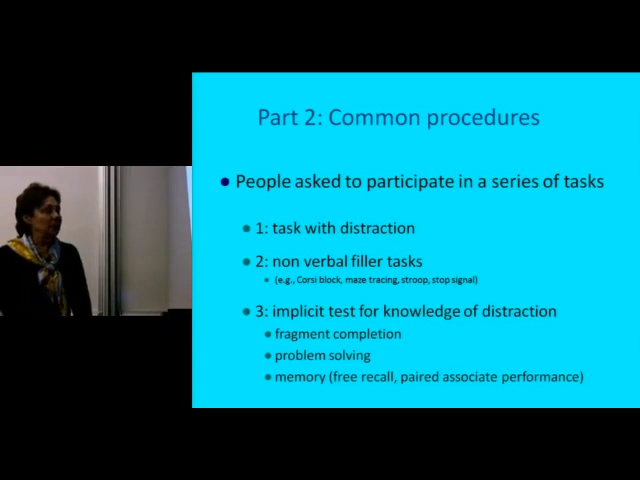 Part 2: Common procedures
People asked to participate in a series of tasks
1: task with distraction
2: non verbal filler tasks
(e.g., Corsi block, maze tracing, stroop, stop signal)
3: implicit test for knowledge of distraction
fragment completion
problem solving
memory (free recall, paired associate performance)